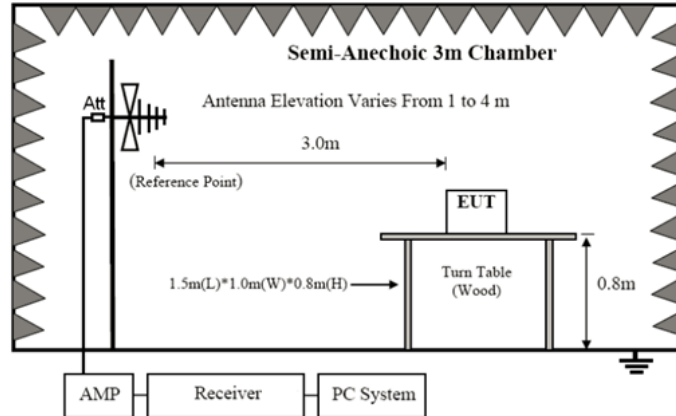 Semi-Anechoic 3m Chamber
Att
Antenna Elevation Varies From 1 to 4 m
3.0m
(Reference Point)
EUT
1.5m(L)*1.0m(W)*0.8m(H)
Turn Table
(Wood)
0.8m
AMP
Receiver
PC System